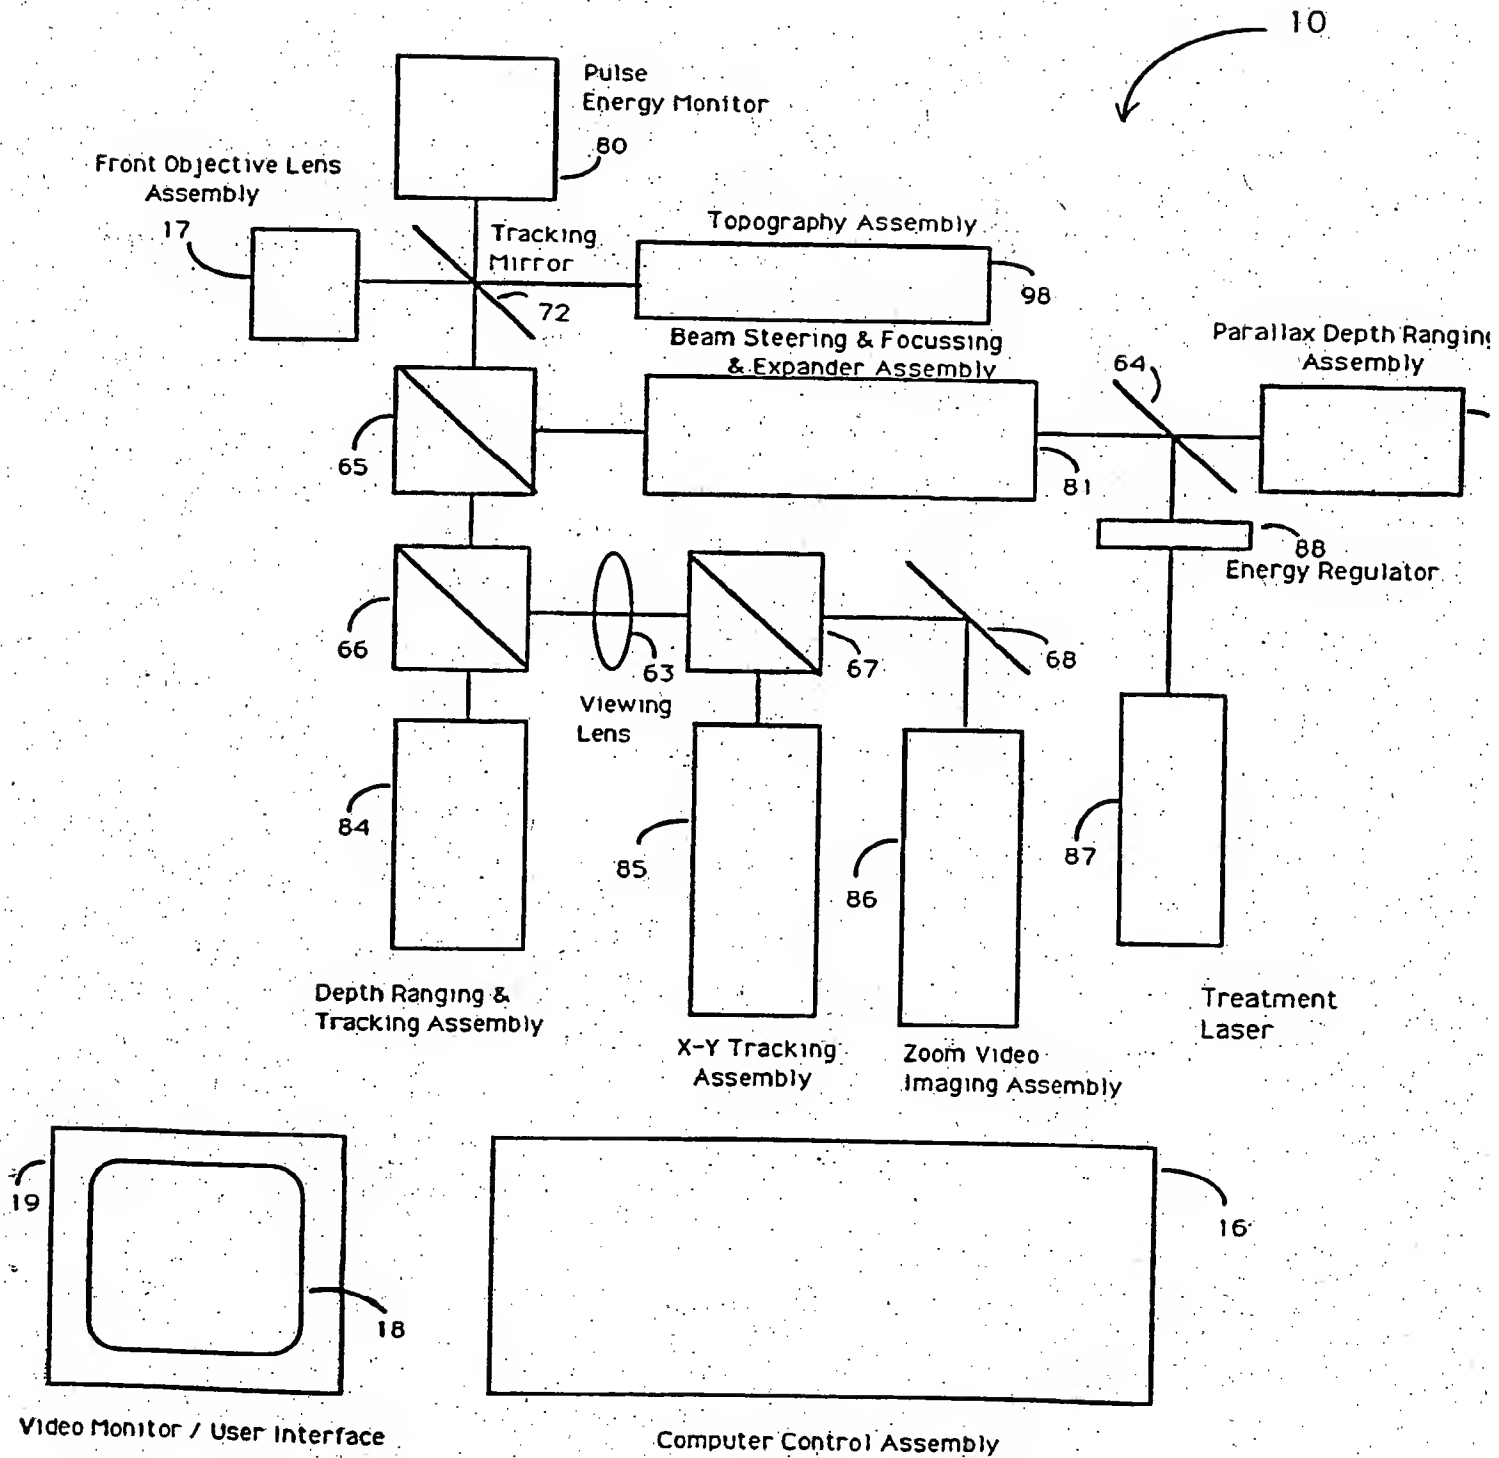 10
Pulse
Energy Monitor
80
Front Objective Lens
Assembly
17
Tracking
Mirror
72
Topography Assembly
98
Beam Steering & Focussing
& Expander Assembly
81
64
Parallax Depth Ranging
Assembly
65
88
Energy Regulator
66
63
Viewing
Lens
67
68
84
85
86
87
Depth Ranging &
Tracking Assembly
X-Y Tracking
Assembly
Zoom Video
Imaging Assembly
Treatment
Laser
19
18
16
Video Monitor / User Interface
Computer Control Assembly